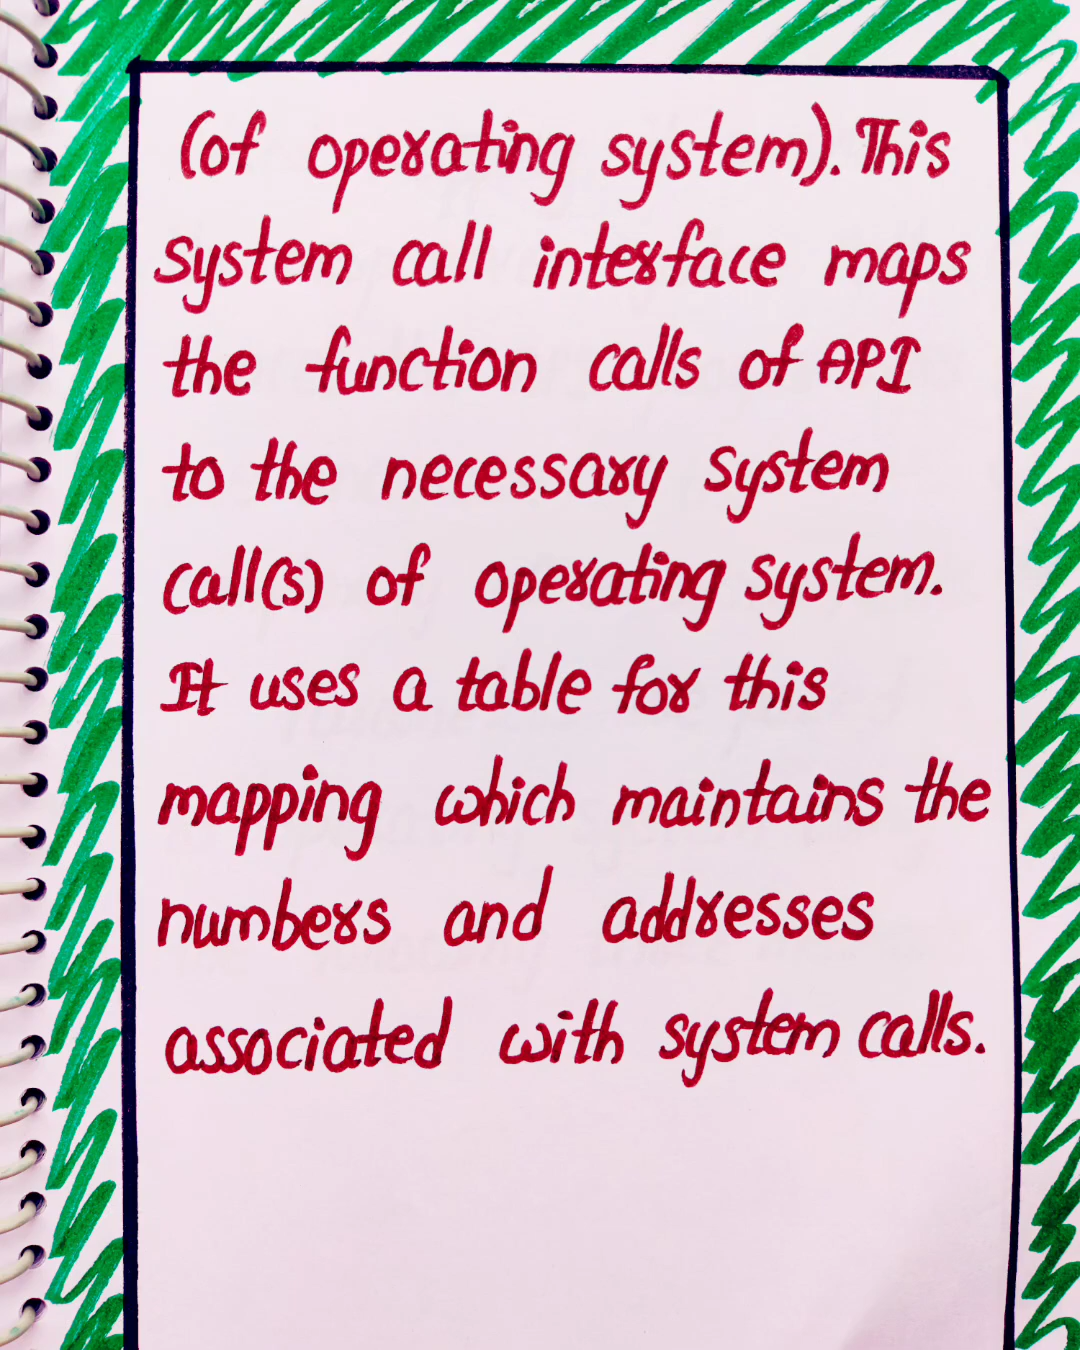 (of operating system). This
system call interface maps
the function calls of API
to the necessary system
call(s) of operating system.
It uses a table for this
mapping which maintains the
numbers and addresses
associated with system calls.